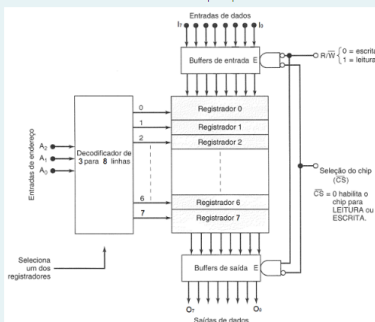 Entradas de dados
I₇ I₀
Buffers de entrada E
R/W̅ { 0 = escrita
1 = leitura
0
1
2
Registrador 0
Registrador 1
Registrador 2
Entradas de endereço
A₂
A₁
A₀
Decodificador de
3 para 8 linhas
Seleção do chip
(C̅S̅)
C̅S̅ = 0 habilita o
chip para
LEITURA ou
ESCRITA.
6
7
Registrador 6
Registrador 7
Seleciona
um dos
registradores
Buffers de saída E
O₇ O₀
Saídas de dados